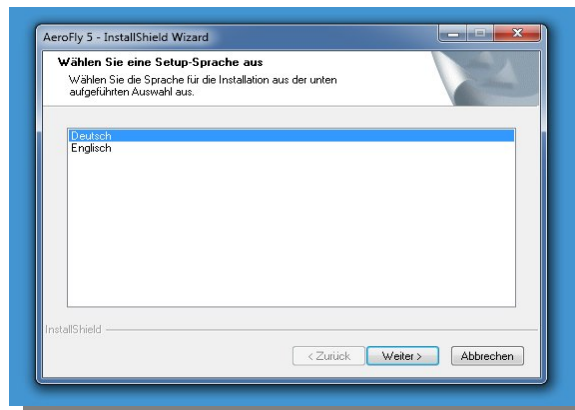 AeroFly 5 - InstallShield Wizard
Wählen Sie eine Setup-Sprache aus
Wählen Sie die Sprache für die Installation aus der unten
aufgeführten Auswahl aus.
Deutsch
Englisch
InstallShield
< Zurück Weiter > Abbrechen